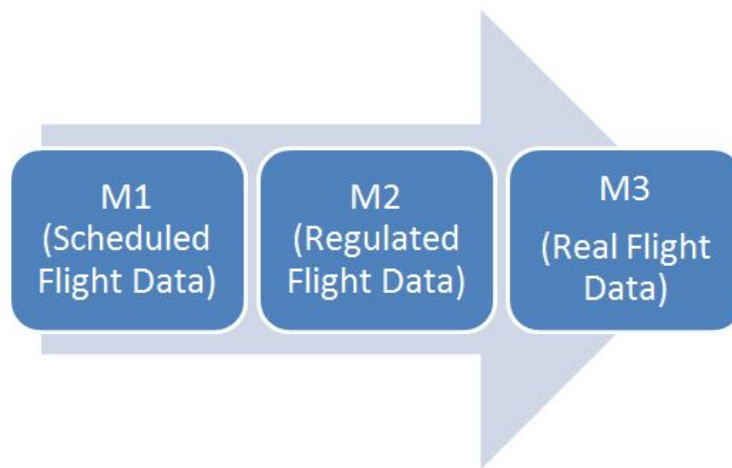 M1
(Scheduled
Flight Data)
M2
(Regulated
Flight Data)
M3
(Real Flight
Data)